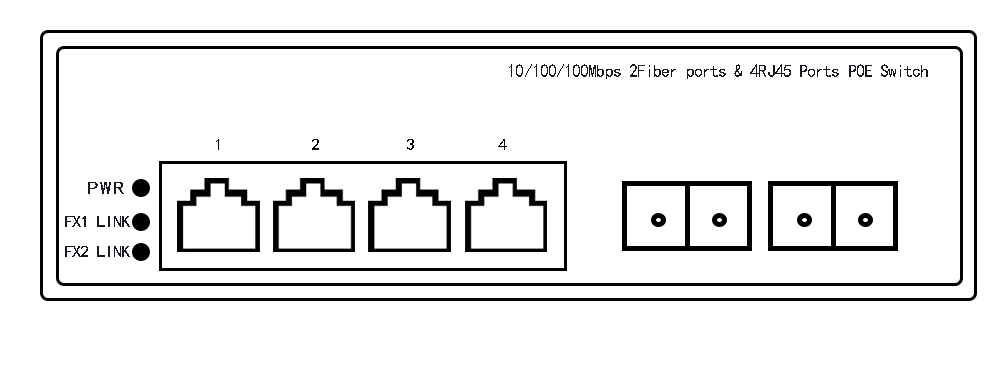 10/100/100Mbps 2Fiber ports & 4RJ45 Ports POE Switch
1 2 3 4
PWR
FX1 LINK
FX2 LINK